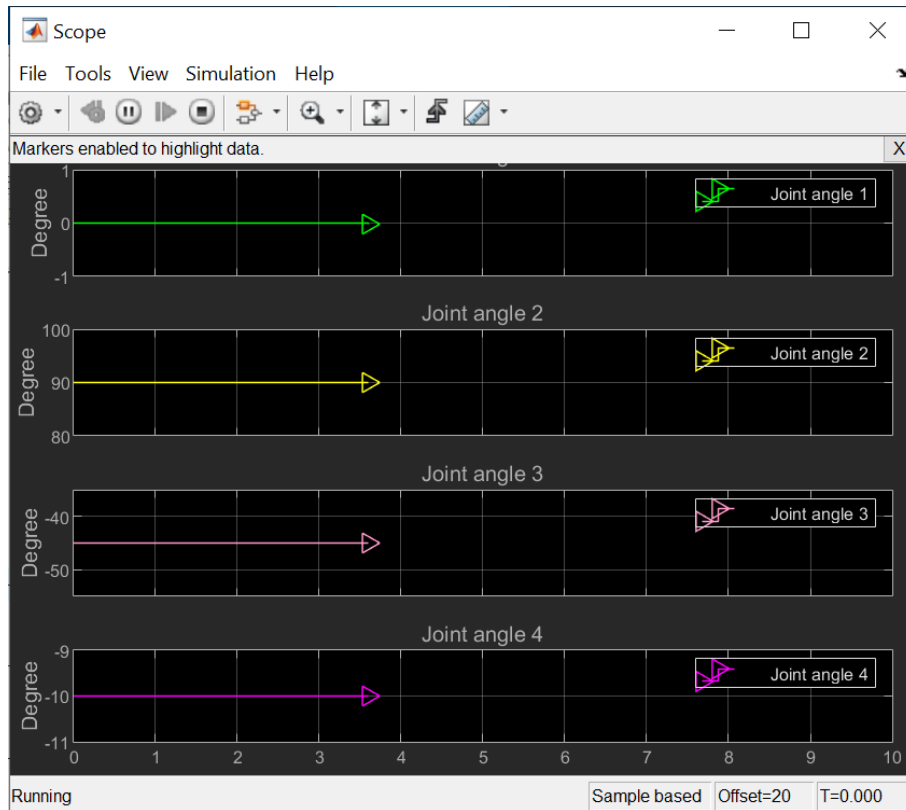 Scope
File Tools View Simulation Help
Markers enabled to highlight data.
X
1
0
-1
Degree
Joint angle 1
Joint angle 2
100
90
80
Degree
Joint angle 2
Joint angle 3
-40
-50
Degree
Joint angle 3
Joint angle 4
-9
-10
-11
Degree
Joint angle 4
0 1 2 3 4 5 6 7 8 9 10
Running
Sample based Offset=20 T=0.000